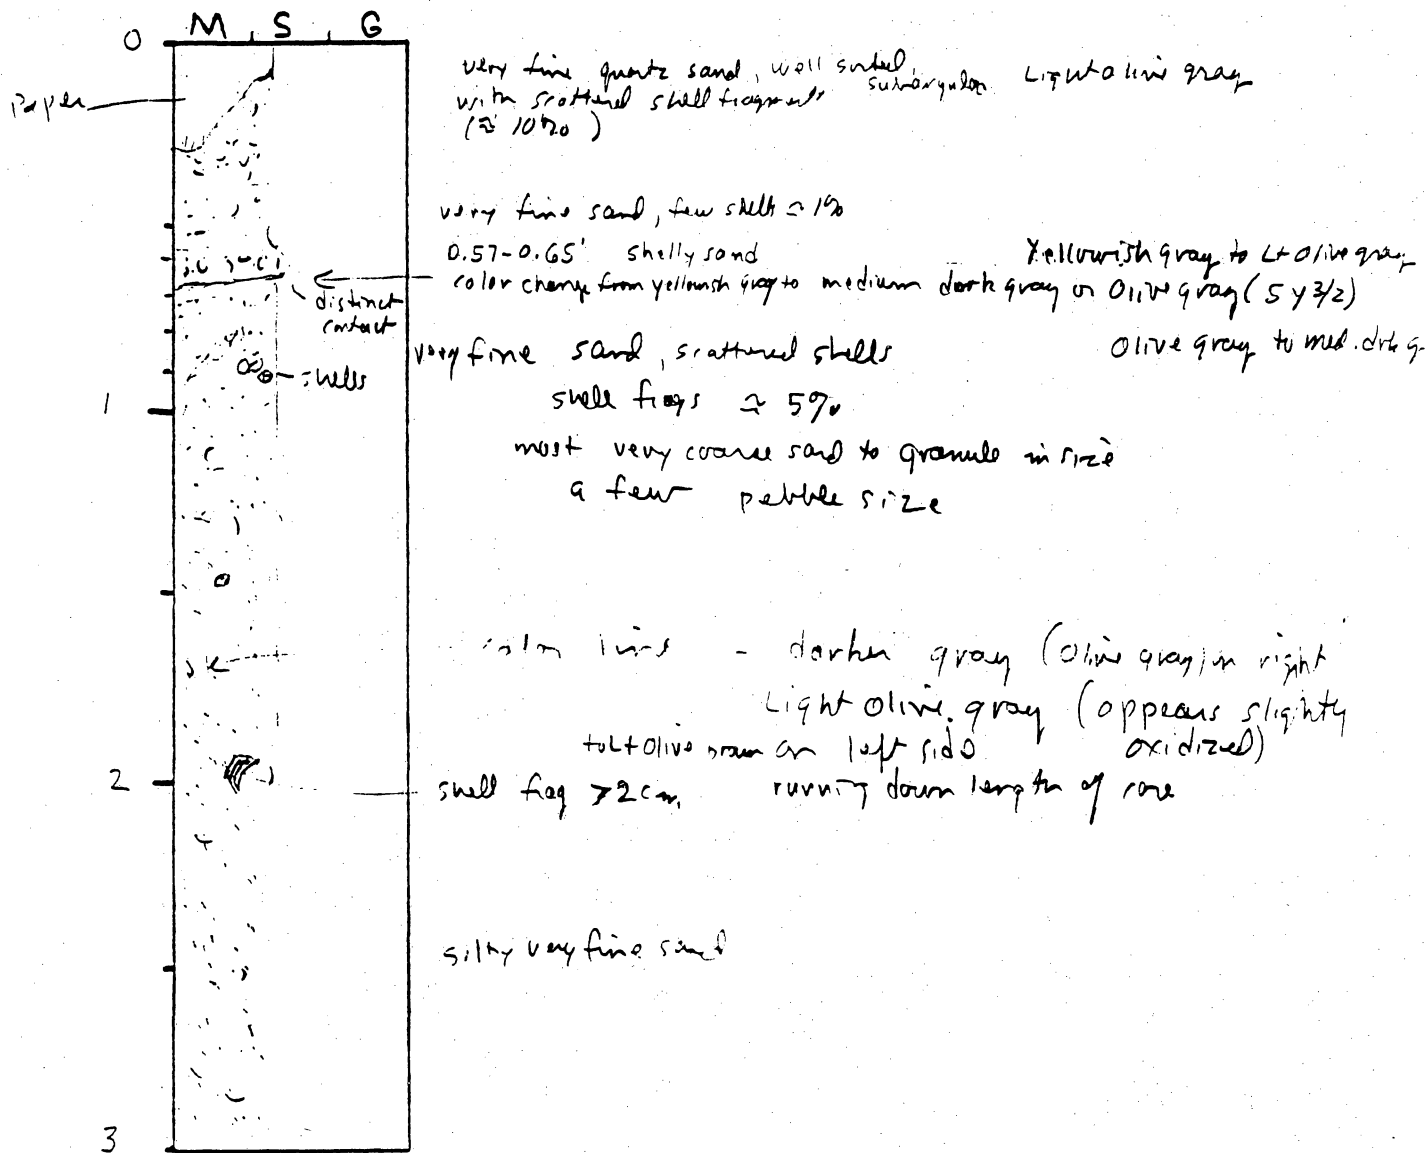 M S G
0
very fine quartz sand, well sorted, subangular Light olive gray
Paper
with scattered shell fragments
(≈ 10%)
very fine sand, few shells ≈ 1%
0.57-0.65' shelly sand Yellowish gray to Lt Olive gray
color change from yellowish gray to medium dark gray or Olive gray (5 Y 3/2)
distinct
contact
very fine sand, scattered shells Olive gray to med. drk g
shells
shell frags ≈ 5%
1
most very coarse sand to granule in size
a few pebble size
color line - darker gray (Olive gray) on right
Light Olive gray (appears slightly
to Lt Olive brown on left side oxidized)
2
shell frag >2cm, running down length of core
silty very fine sand
3